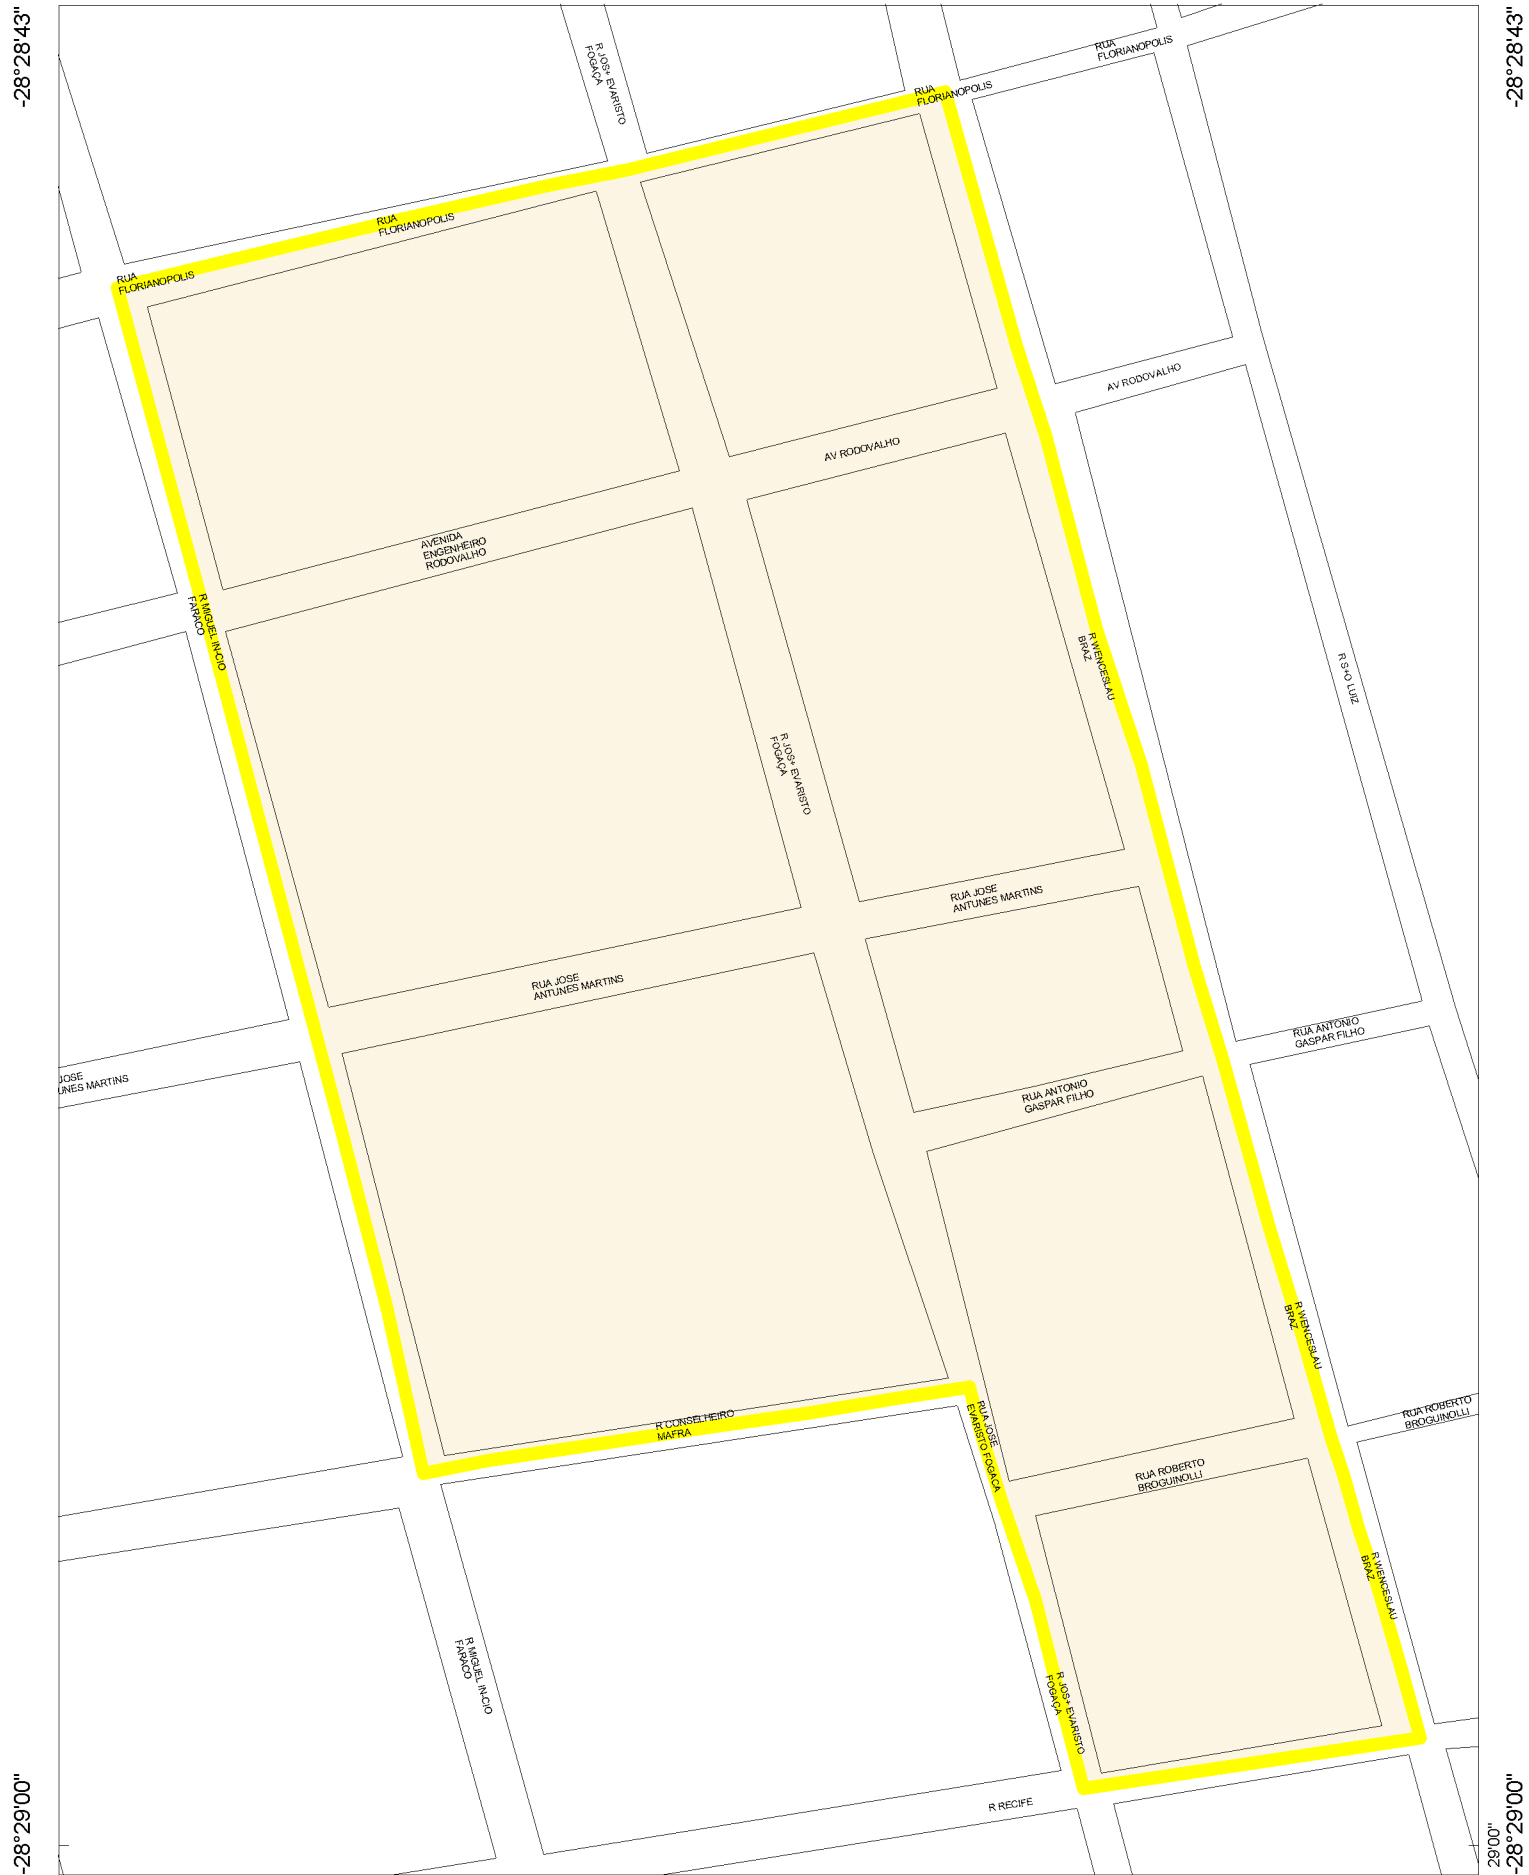 -28°28'43"
-28°28'43"
R JOS+ EVARISTO
FOGAÇA
RUA
FLORIANOPOLIS
RUA
FLORIANOPOLIS
RUA
FLORIANOPOLIS
RUA
FLORIANOPOLIS
AV RODOVALHO
AV RODOVALHO
AVENIDA
ENGENHEIRO
RODOVALHO
R MIGUEL IN-CIO
FARACO
R WENCESLAU
BRAZ
R S+O LUIZ
R JOS+ EVARISTO
FOGAÇA
RUA JOSE
ANTUNES MARTINS
RUA JOSE
ANTUNES MARTINS
RUA ANTONIO
GASPAR FILHO
JOSE
UNES MARTINS
RUA ANTONIO
GASPAR FILHO
R WENCESLAU
BRAZ
R CONSELHEIRO
MAFRA
RUA JOSE
EVARISTO FOGACA
RUA ROBERTO
BROGUINOLLI
RUA ROBERTO
BROGUINOLLI
R WENCESLAU
BRAZ
R MIGUEL IN-CIO
FARACO
R JOS+ EVARISTO
FOGAÇA
R RECIFE
-28°29'00"
29'00"
-28°29'00"